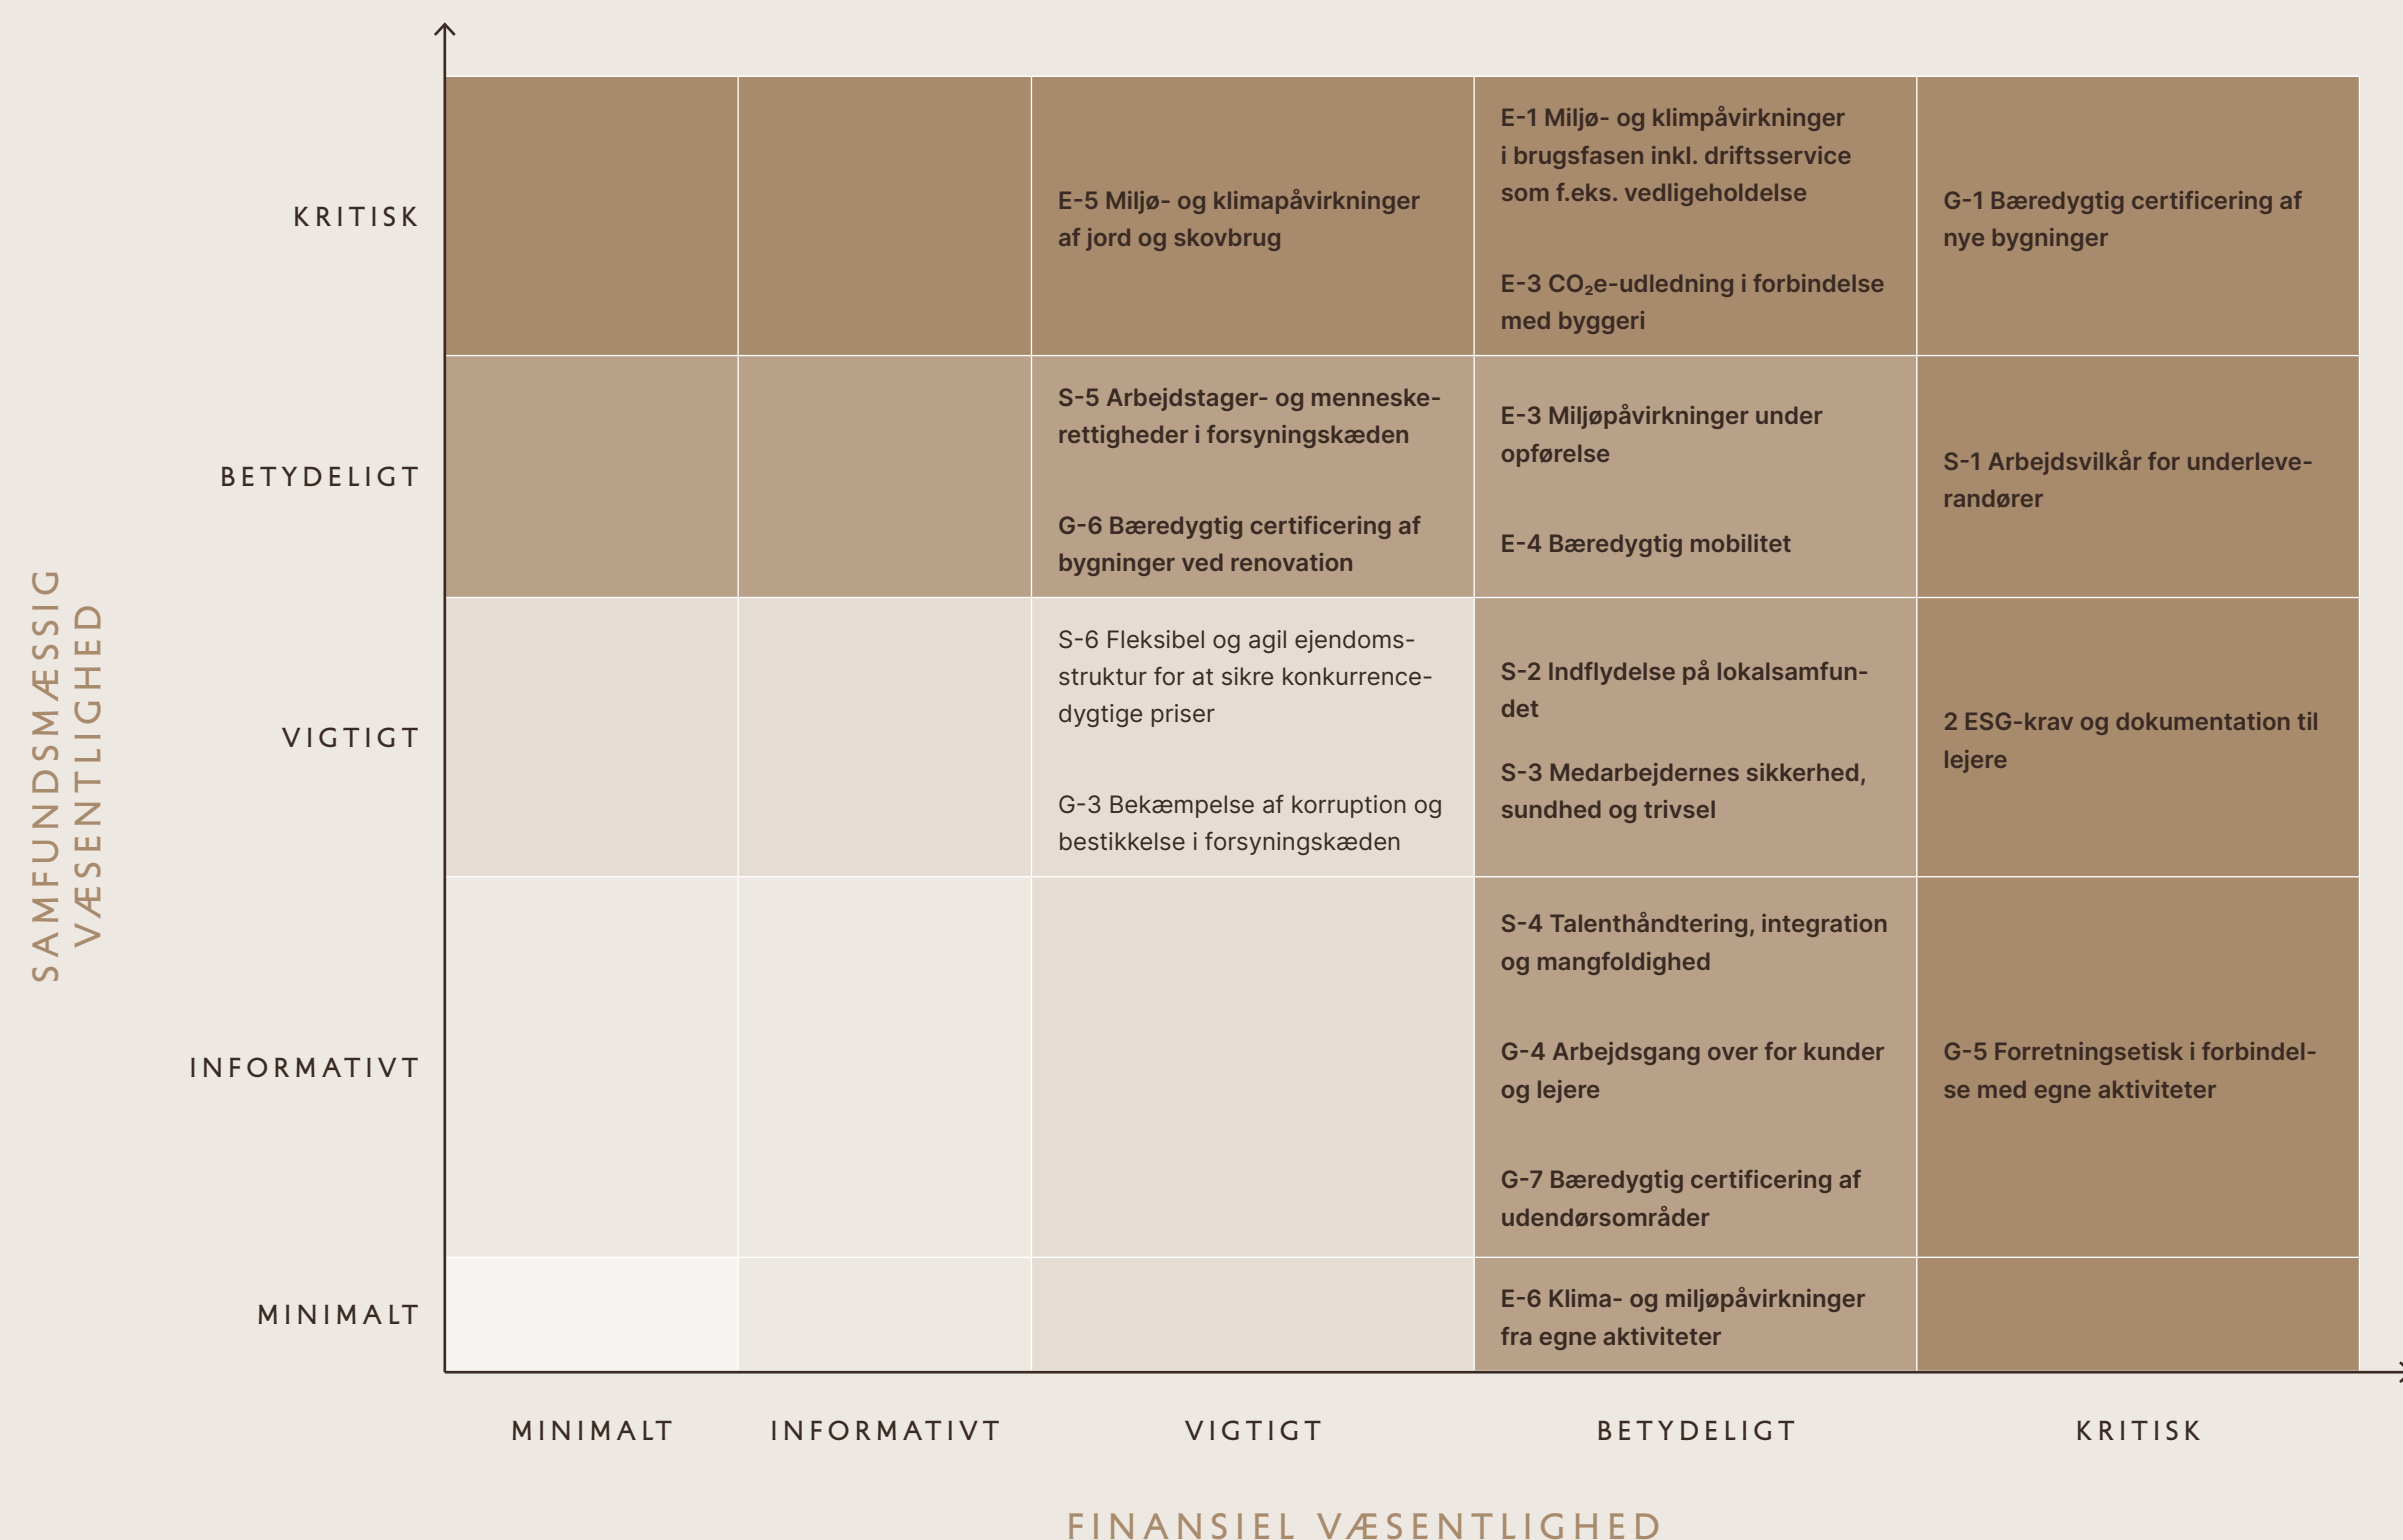 SAMFUNDSMÆSSIG
VÆSENTLIGHED
KRITISK
E-5 Miljø- og klimapåvirkninger
af jord og skovbrug
E-1 Miljø- og klimpåvirkninger
i brugsfasen inkl. driftsservice
som f.eks. vedligeholdelse
E-3 CO₂e-udledning i forbindelse
med byggeri
G-1 Bæredygtig certificering af
nye bygninger
BETYDELIGT
S-5 Arbejdstager- og menneske-
rettigheder i forsyningskæden
G-6 Bæredygtig certificering af
bygninger ved renovation
E-3 Miljøpåvirkninger under
opførelse
E-4 Bæredygtig mobilitet
S-1 Arbejdsvilkår for underleve-
randører
VIGTIGT
S-6 Fleksibel og agil ejendoms-
struktur for at sikre konkurrence-
dygtige priser
G-3 Bekæmpelse af korruption og
bestikkelse i forsyningskæden
S-2 Indflydelse på lokalsamfun-
det
S-3 Medarbejdernes sikkerhed,
sundhed og trivsel
2 ESG-krav og dokumentation til
lejere
INFORMATIVT
S-4 Talenthåndtering, integration
og mangfoldighed
G-4 Arbejdsgang over for kunder
og lejere
G-7 Bæredygtig certificering af
udendørsområder
G-5 Forretningsetisk i forbindel-
se med egne aktiviteter
MINIMALT
E-6 Klima- og miljøpåvirkninger
fra egne aktiviteter
MINIMALT
INFORMATIVT
VIGTIGT
BETYDELIGT
KRITISK
FINANSIEL VÆSENTLIGHED